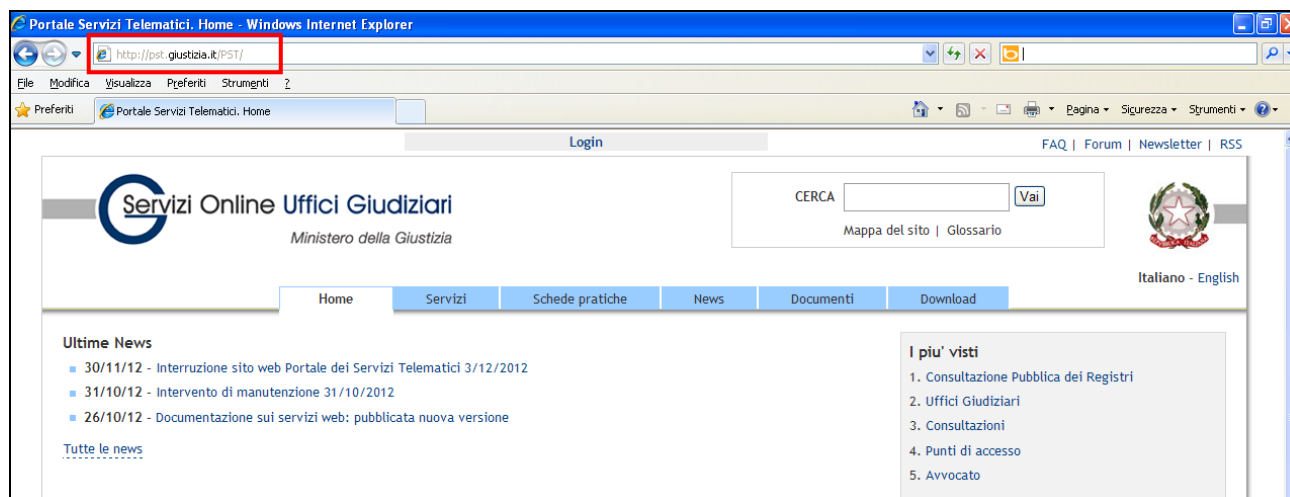 Portale Servizi Telematici. Home - Windows Internet Explorer
http://pst.giustizia.it/PST/
File Modifica Visualizza Preferiti Strumenti ?
Preferiti Portale Servizi Telematici. Home Pagina Sicurezza Strumenti
Login FAQ | Forum | Newsletter | RSS
Servizi Online Uffici Giudiziari
Ministero della Giustizia
CERCA Vai
Mappa del sito | Glossario
Italiano - English
Home Servizi Schede pratiche News Documenti Download
Ultime News
30/11/12 - Interruzione sito web Portale dei Servizi Telematici 3/12/2012
31/10/12 - Intervento di manutenzione 31/10/2012
26/10/12 - Documentazione sui servizi web: pubblicata nuova versione
Tutte le news
I piu' visti
1. Consultazione Pubblica dei Registri
2. Uffici Giudiziari
3. Consultazioni
4. Punti di accesso
5. Avvocato